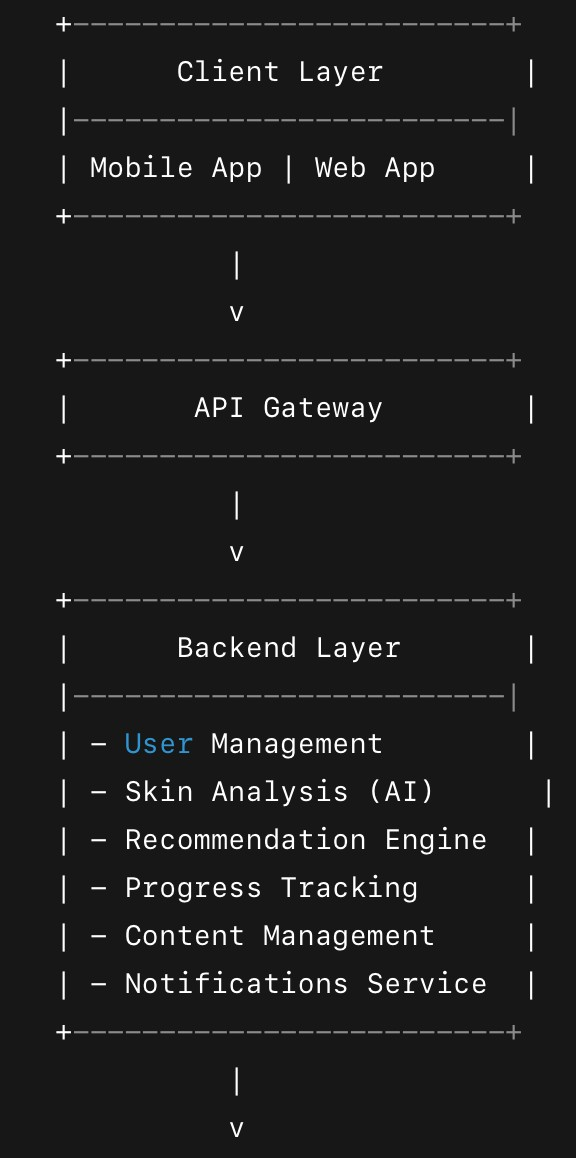 +-------------------------+
|      Client Layer        |
|-------------------------|
| Mobile App | Web App     |
+-------------------------+
          |
          v
+-------------------------+
|       API Gateway        |
+-------------------------+
          |
          v
+-------------------------+
|      Backend Layer       |
|-------------------------|
| - User Management        |
| - Skin Analysis (AI)      |
| - Recommendation Engine  |
| - Progress Tracking      |
| - Content Management     |
| - Notifications Service  |
+-------------------------+
          |
          v